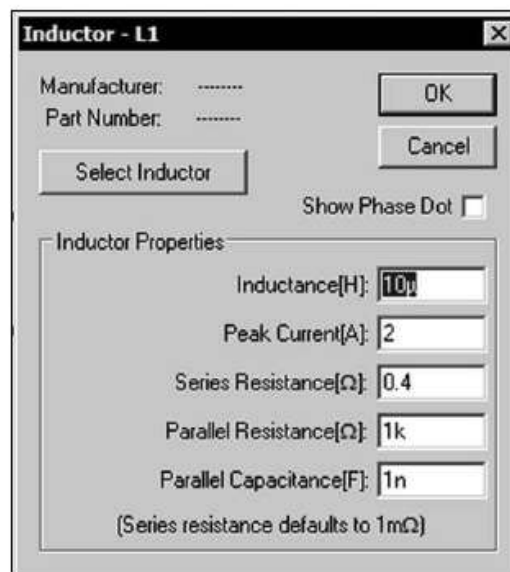 Inductor - L1
Manufacturer: --------
Part Number: --------
OK
Cancel
Select Inductor
Show Phase Dot
Inductor Properties
Inductance[H]: 10µ
Peak Current[A]: 2
Series Resistance[Ω]: 0.4
Parallel Resistance[Ω]: 1k
Parallel Capacitance[F]: 1n
(Series resistance defaults to 1mΩ)